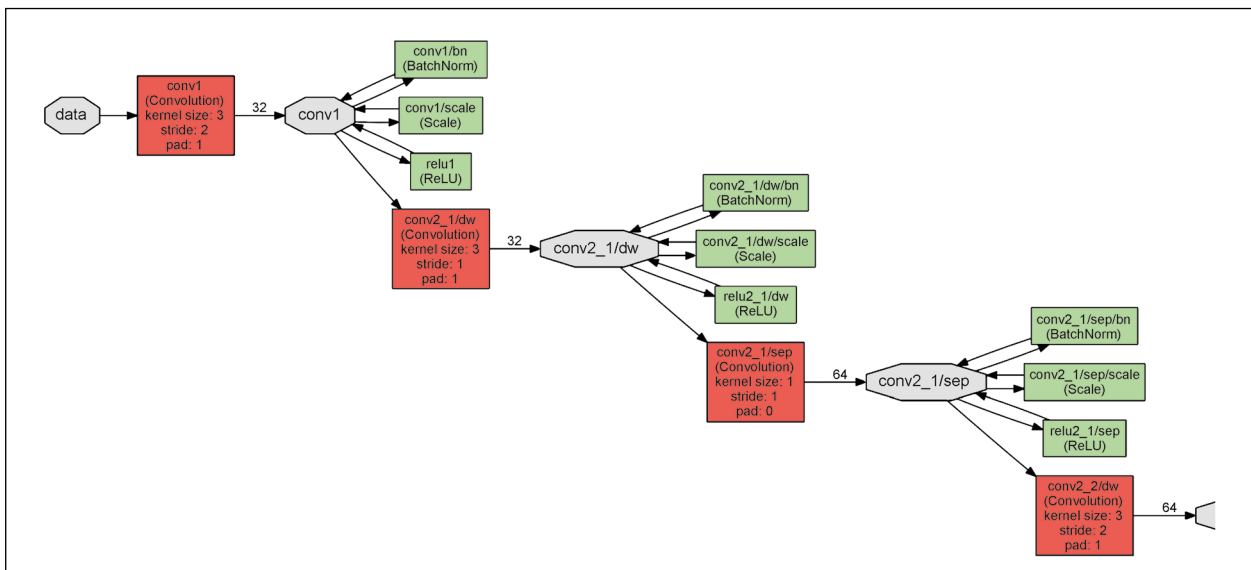 data
conv1
(Convolution)
kernel size: 3
stride: 2
pad: 1
32
conv1
conv1/bn
(BatchNorm)
conv1/scale
(Scale)
relu1
(ReLU)
conv2_1/dw
(Convolution)
kernel size: 3
stride: 1
pad: 1
32
conv2_1/dw
conv2_1/dw/bn
(BatchNorm)
conv2_1/dw/scale
(Scale)
relu2_1/dw
(ReLU)
conv2_1/sep
(Convolution)
kernel size: 1
stride: 1
pad: 0
64
conv2_1/sep
conv2_1/sep/bn
(BatchNorm)
conv2_1/sep/scale
(Scale)
relu2_1/sep
(ReLU)
conv2_2/dw
(Convolution)
kernel size: 3
stride: 2
pad: 1
64